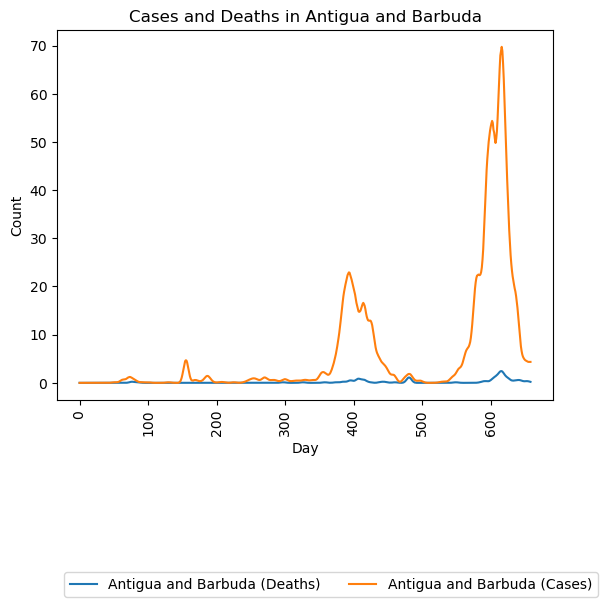 Cases and Deaths in Antigua and Barbuda
70
60
50
40
30
20
10
0
Count
0 100 200 300 400 500 600
Day
Antigua and Barbuda (Deaths) Antigua and Barbuda (Cases)